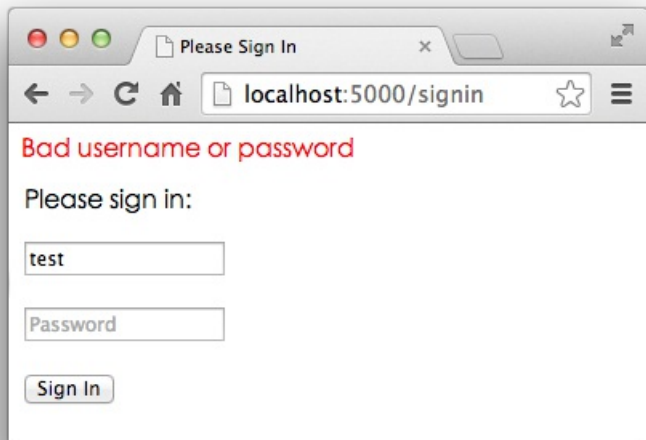 Please Sign In
localhost:5000/signin
Bad username or password
Please sign in:
test
Password
Sign In